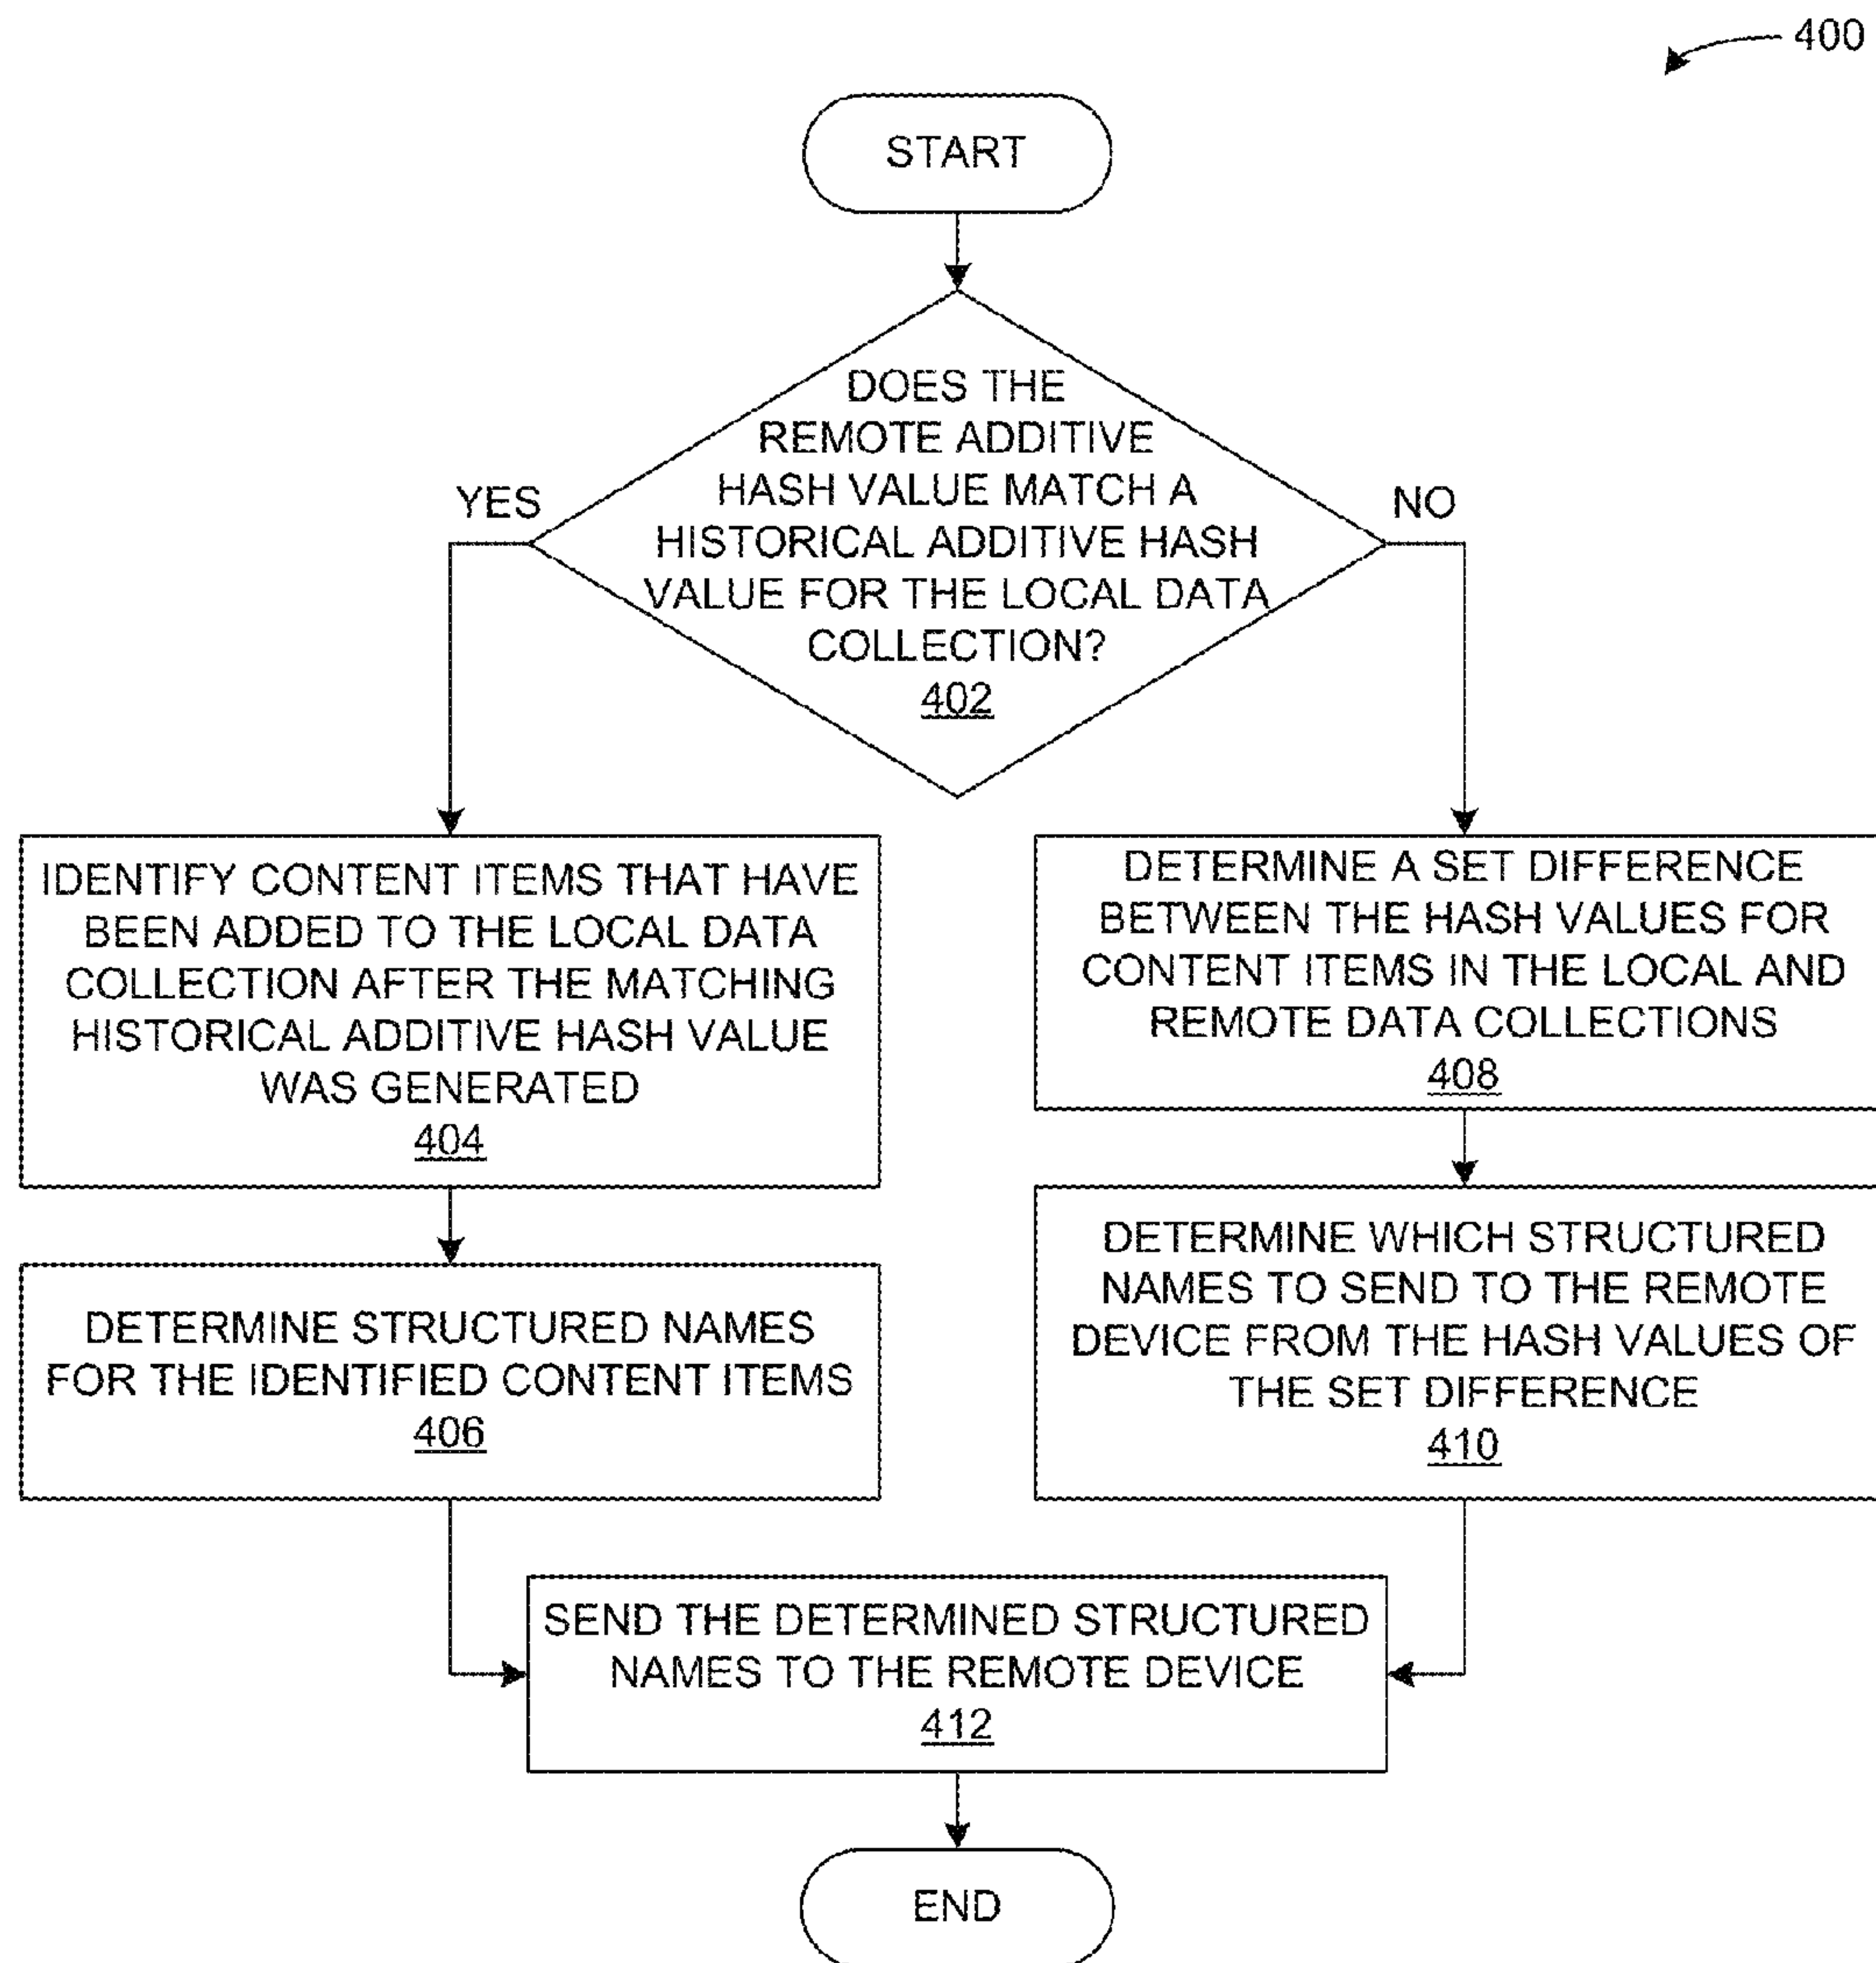 400
START
DOES THE
REMOTE ADDITIVE
HASH VALUE MATCH A
HISTORICAL ADDITIVE HASH
VALUE FOR THE LOCAL DATA
COLLECTION?
402
YES
NO
IDENTIFY CONTENT ITEMS THAT HAVE
BEEN ADDED TO THE LOCAL DATA
COLLECTION AFTER THE MATCHING
HISTORICAL ADDITIVE HASH VALUE
WAS GENERATED
404
DETERMINE STRUCTURED NAMES
FOR THE IDENTIFIED CONTENT ITEMS
406
DETERMINE A SET DIFFERENCE
BETWEEN THE HASH VALUES FOR
CONTENT ITEMS IN THE LOCAL AND
REMOTE DATA COLLECTIONS
408
DETERMINE WHICH STRUCTURED
NAMES TO SEND TO THE REMOTE
DEVICE FROM THE HASH VALUES OF
THE SET DIFFERENCE
410
SEND THE DETERMINED STRUCTURED
NAMES TO THE REMOTE DEVICE
412
END